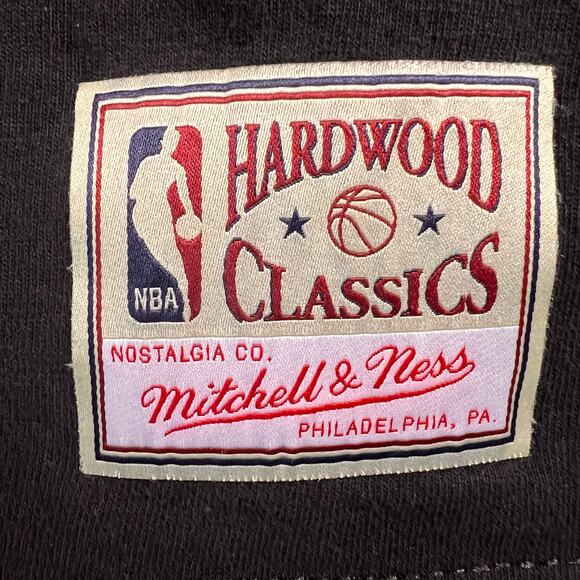 HARDWOOD
CLASSICS
NBA
NOSTALGIA CO.
Mitchell & Ness
PHILADELPHIA, PA.